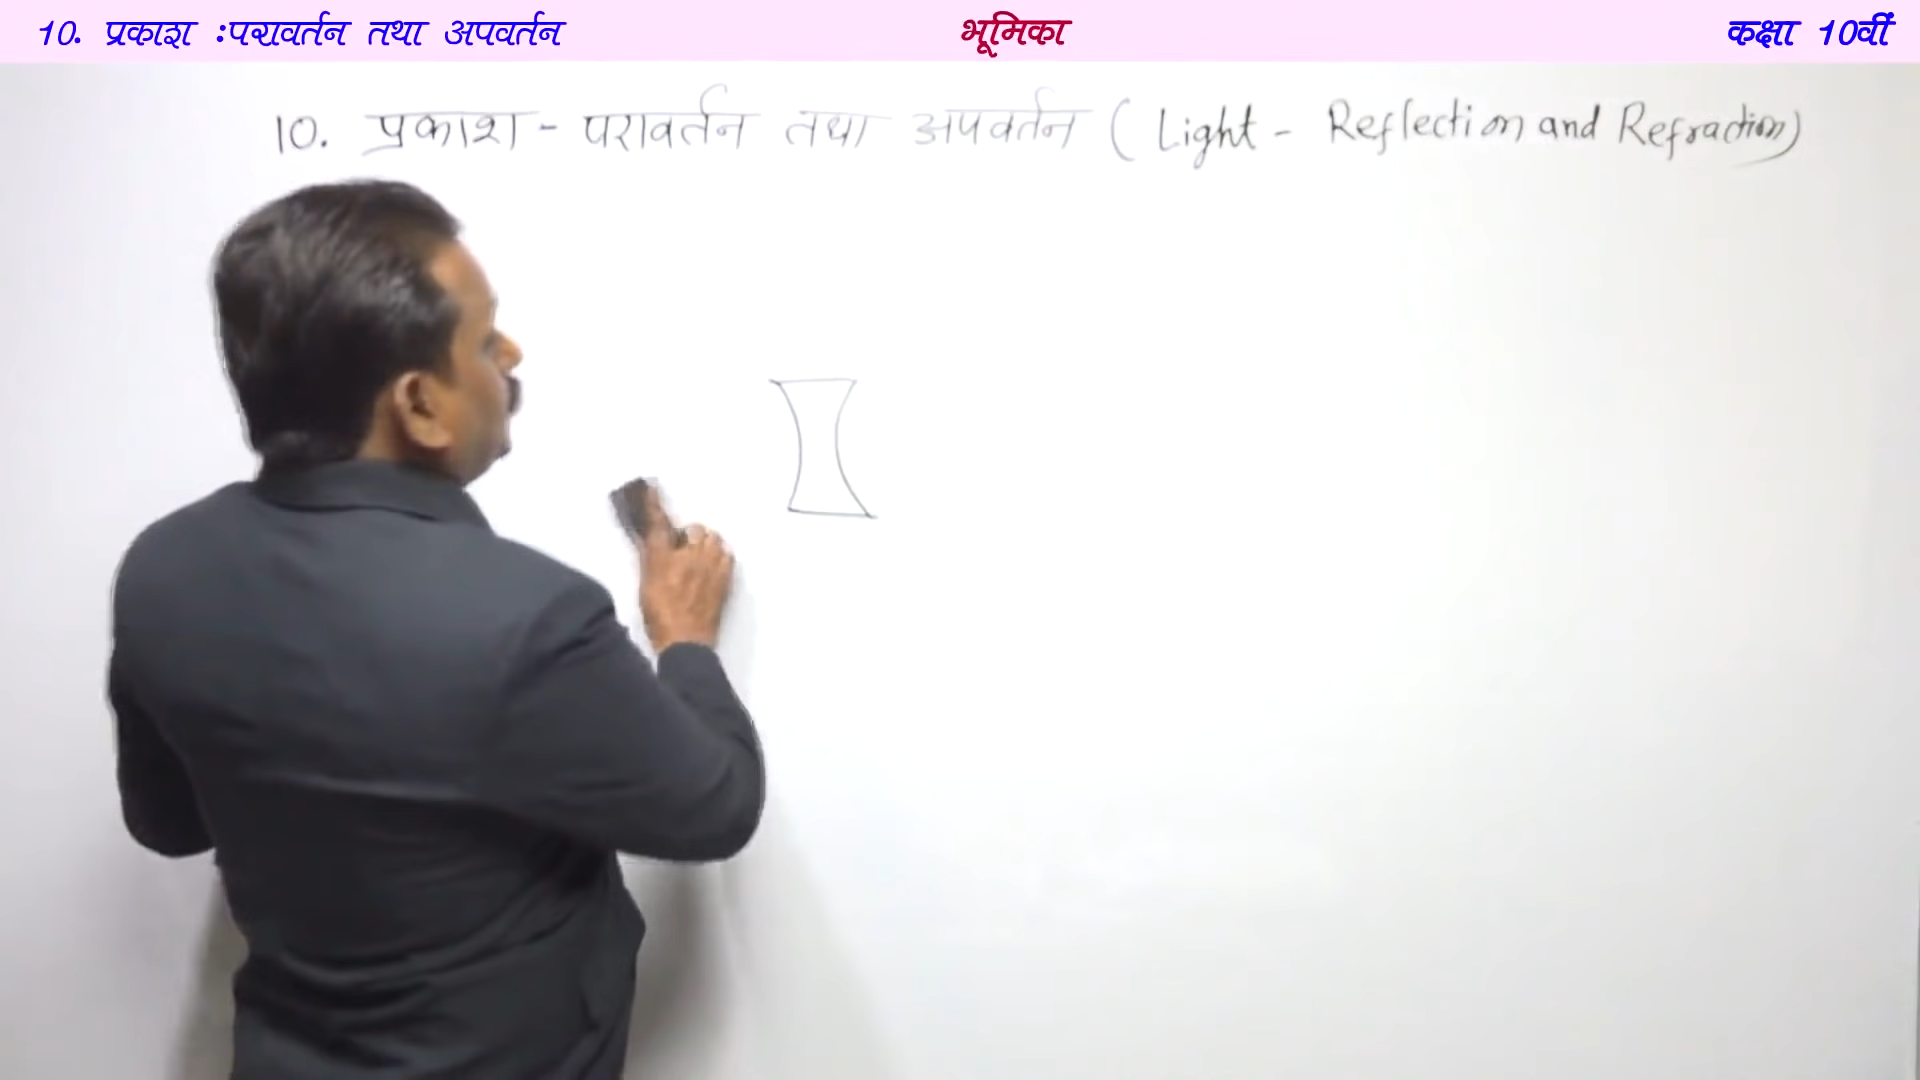 10. प्रकाश :परावर्तन तथा अपवर्तन भूमिका कक्षा 10वीं
10. प्रकाश - परावर्तन तथा अपवर्तन ( Light - Reflection and Refraction)